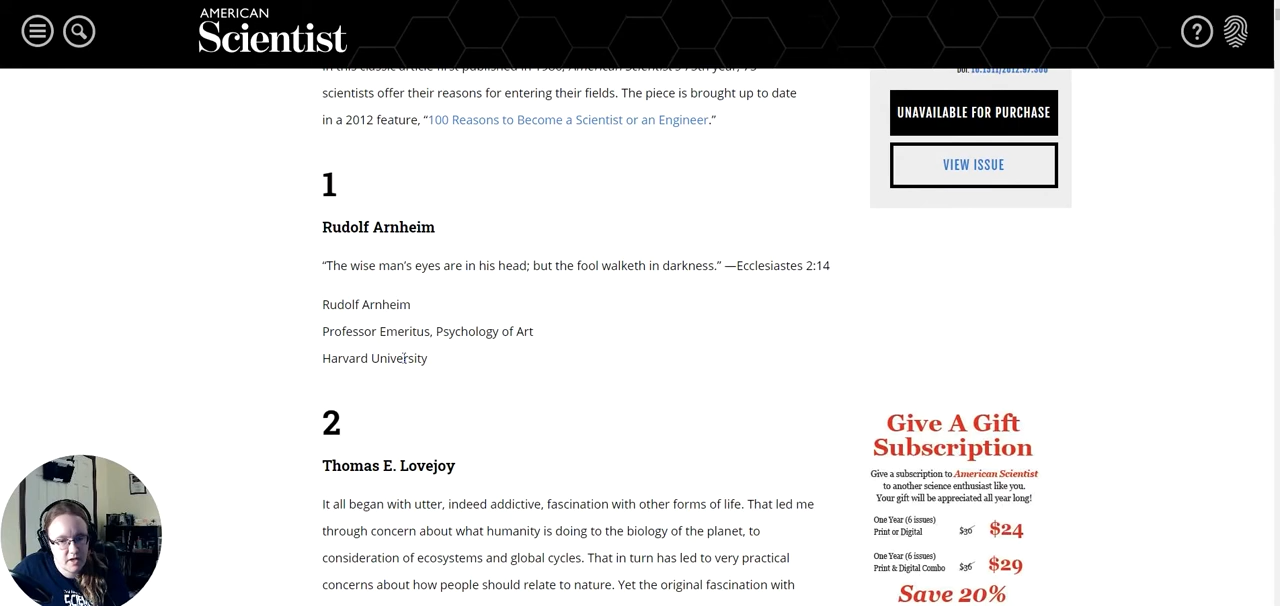 AMERICAN
Scientist
?
scientists offer their reasons for entering their fields. The piece is brought up to date
in a 2012 feature, “100 Reasons to Become a Scientist or an Engineer.”
UNAVAILABLE FOR PURCHASE
VIEW ISSUE
1
Rudolf Arnheim
“The wise man’s eyes are in his head; but the fool walketh in darkness.” —Ecclesiastes 2:14
Rudolf Arnheim
Professor Emeritus, Psychology of Art
Harvard University
2
Thomas E. Lovejoy
It all began with utter, indeed addictive, fascination with other forms of life. That led me
through concern about what humanity is doing to the biology of the planet, to
consideration of ecosystems and global cycles. That in turn has led to very practical
concerns about how people should relate to nature. Yet the original fascination with
Give A Gift
Subscription
Give a subscription to American Scientist
to another science enthusiast like you.
Your gift will be appreciated all year long!
One Year (6 issues)
Print or Digital $30 $24
One Year (6 issues)
Print & Digital Combo $36 $29
Save 20%